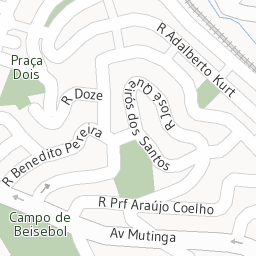 R Adalberto Kurt
Praça
Dois
R Doze
R José Queirós dos Santos
R Benedito Pereira
R Prf Araújo Coelho
Campo de
Beisebol
Av Mutinga